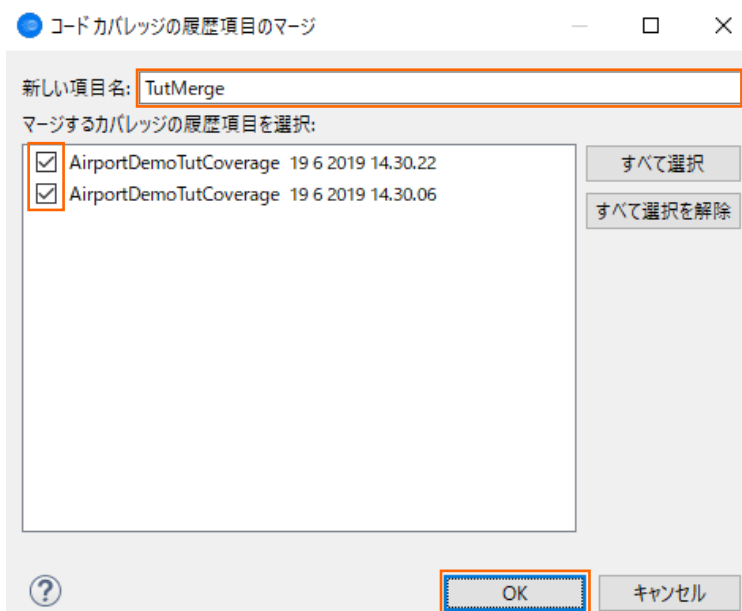 コード カバレッジの履歴項目のマージ
新しい項目名: TutMerge
マージするカバレッジの履歴項目を選択:
AirportDemoTutCoverage 19 6 2019 14.30.22
すべて選択
AirportDemoTutCoverage 19 6 2019 14.30.06
すべて選択を解除
?
OK
キャンセル